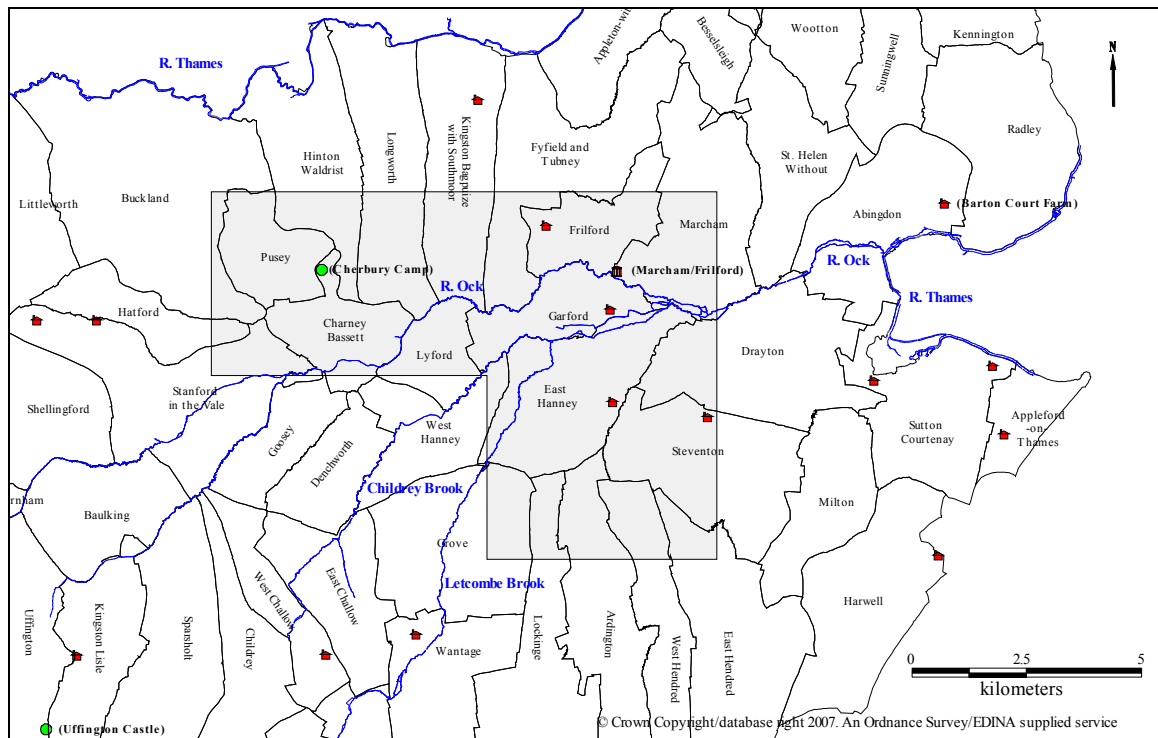 Appleton-wit
Besselsleigh
Wootton
Kennington
Sunningwell
N
R. Thames
Radley
Hinton
Waldrist
Longworth
Kingston Bagpuize
with Southmoor
Fyfield and
Tubney
St. Helen
Without
Buckland
Littleworth
Abingdon
(Barton Court Farm)
Frilford
Marcham
Pusey
(Cherbury Camp)
(Marcham/Frilford)
R. Ock
R. Ock
R. Thames
Hatford
Charney
Bassett
Garford
Lyford
Drayton
Stanford
in the Vale
Shellingford
East
Hanney
West
Hanney
Goosey
Denchworth
Steventon
Sutton
Courtenay
Appleford
-on
-Thames
Childrey Brook
rnham
Baulking
Milton
Grove
Letcombe Brook
Uffington
Kingston Lisle
Sparsholt
Childrey
West Challow
East Challow
Wantage
Lockinge
Ardington
West Hendred
East Hendred
Harwell
0
2.5
5
kilometers
(Uffington Castle)
© Crown Copyright/database right 2007. An Ordnance Survey/EDINA supplied service